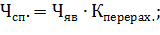 Чсп. = Чяв · Кперерах.;